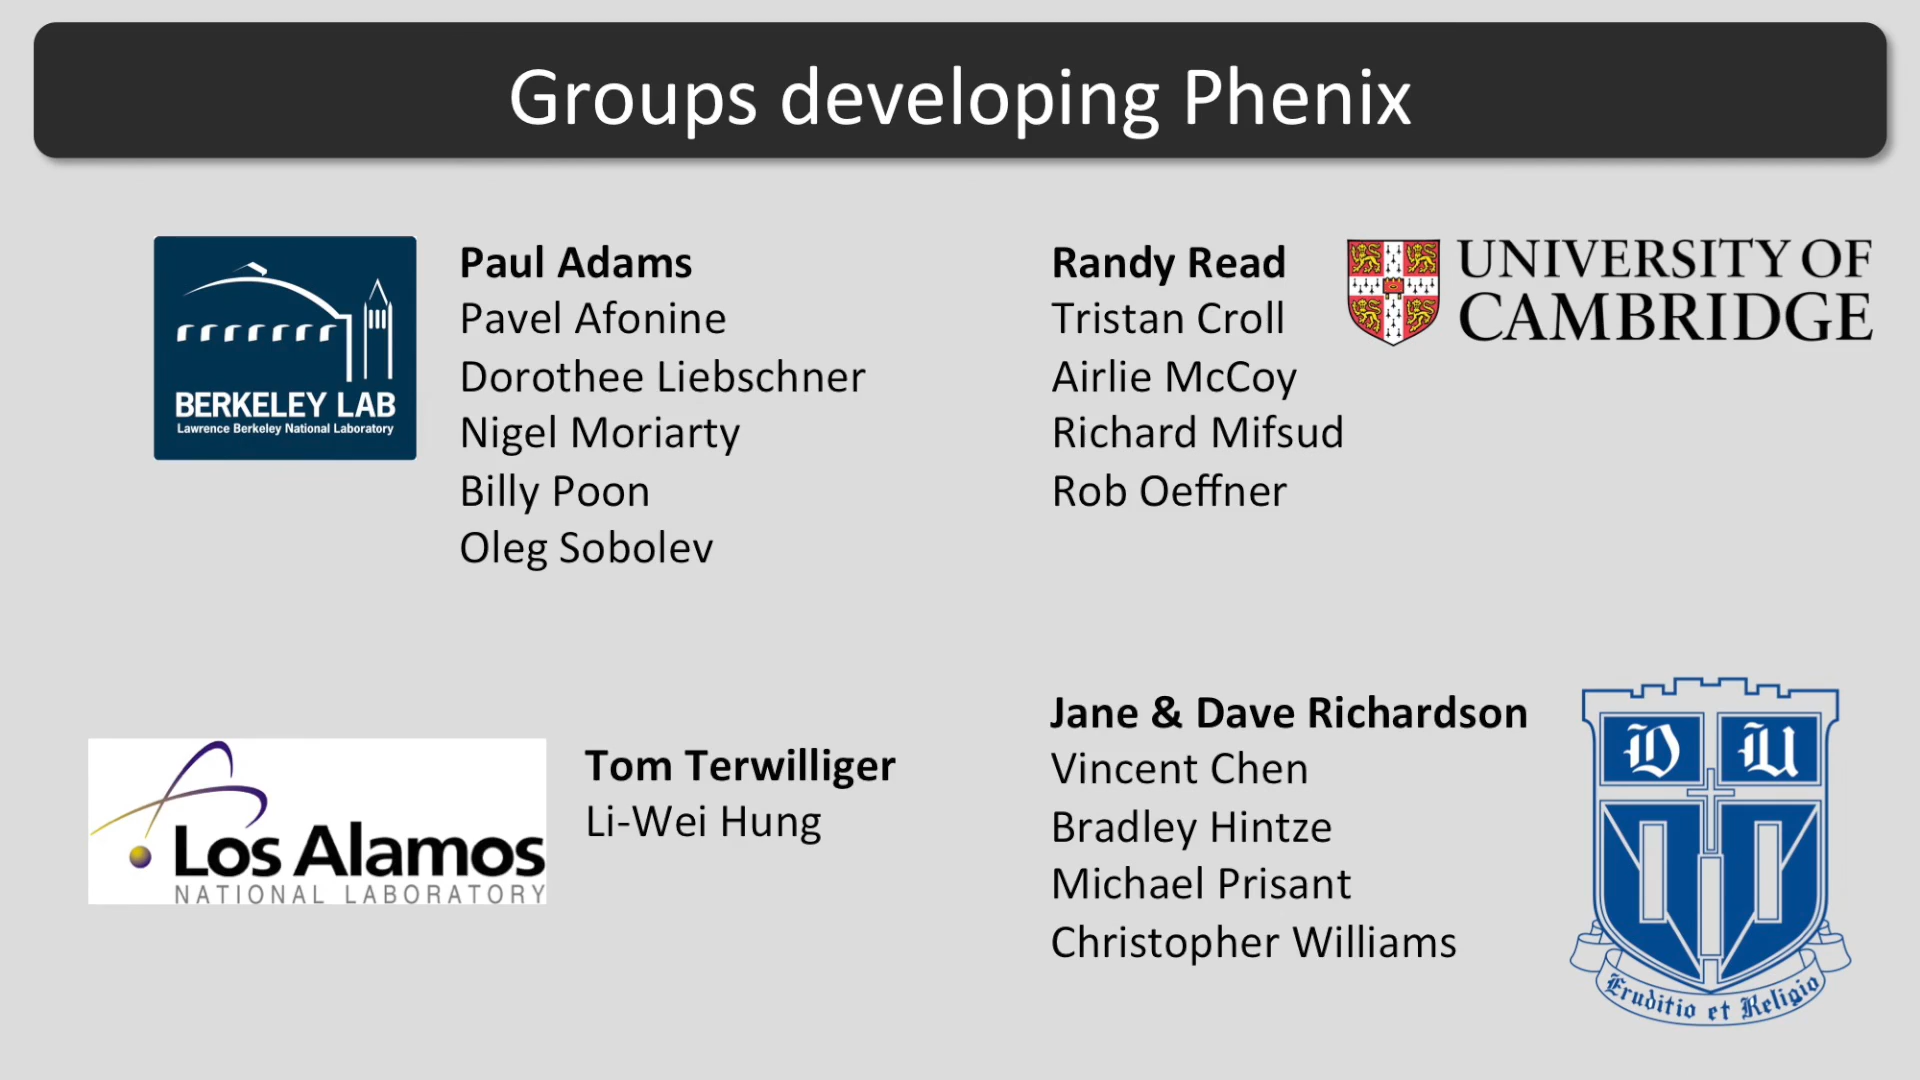 Groups developing Phenix
BERKELEY LAB
Lawrence Berkeley National Laboratory
Paul Adams
Pavel Afonine
Dorothee Liebschner
Nigel Moriarty
Billy Poon
Oleg Sobolev
Randy Read
Tristan Croll
Airlie McCoy
Richard Mifsud
Rob Oeffner
UNIVERSITY OF
CAMBRIDGE
Los Alamos
NATIONAL LABORATORY
Tom Terwilliger
Li-Wei Hung
Jane & Dave Richardson
Vincent Chen
Bradley Hintze
Michael Prisant
Christopher Williams
D U
Eruditio et Religio